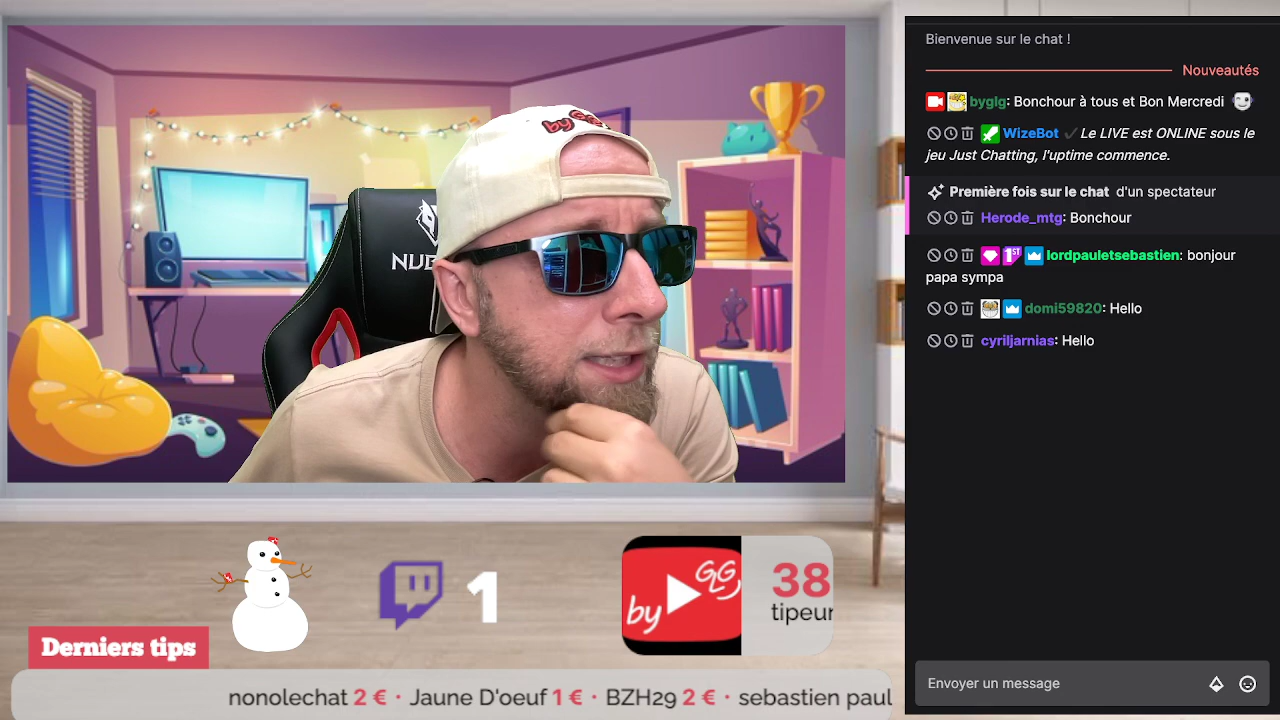 Bienvenue sur le chat !
Nouveautés
byglg: Bonchour à tous et Bon Mercredi
WizeBot ✓ Le LIVE est ONLINE sous le
jeu Just Chatting, l'uptime commence.
Première fois sur le chat d'un spectateur
Herode_mtg: Bonchour
1ST lordpauletsebastien: bonjour
papa sympa
domi59820: Hello
cyriljarnias: Hello
Envoyer un message
by
1
by GLG
38
tipeur
Derniers tips
nonolechat 2 € · Jaune D'oeuf 1 € · BZH29 2 € · sebastien paul